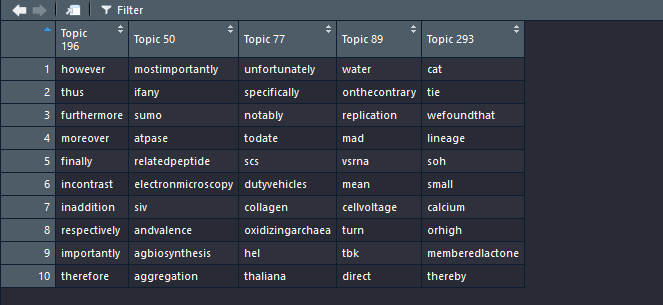 Filter
Topic 196 Topic 50 Topic 77 Topic 89 Topic 293
1 however mostimportantly unfortunately water cat
2 thus ifany specifically onthecontrary tie
3 furthermore sumo notably replication wefoundthat
4 moreover atpase todate mad lineage
5 finally relatedpeptide scs vsrna soh
6 incontrast electronmicroscopy dutyvehicles mean small
7 inaddition siv collagen cellvoltage calcium
8 respectively andvalence oxidizingarchaea turn orhigh
9 importantly agbiosynthesis hel tbk memberedlactone
10 therefore aggregation thaliana direct thereby